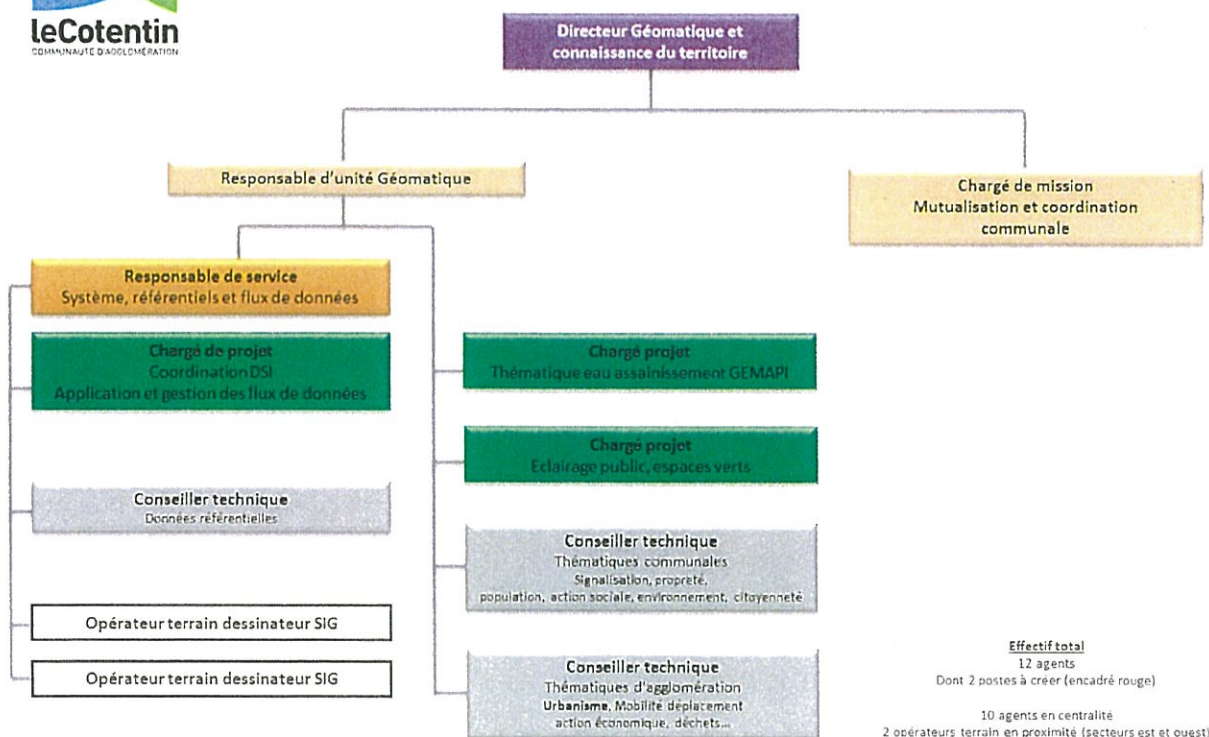 leCotentin
COMMUNAUTÉ D'AGGLOMÉRATION
Directeur Géomatique et
connaissance du territoire
Responsable d'unité Géomatique
Chargé de mission
Mutualisation et coordination
communale
Responsable de service
Système, référentiels et flux de données
Chargé de projet
Coordination DSI
Application et gestion des flux de données
Conseiller technique
Données référentielles
Opérateur terrain dessinateur SIG
Opérateur terrain dessinateur SIG
Chargé projet
Thématique eau assainissement GEMAPI
Chargé projet
Eclairage public, espaces verts
Conseiller technique
Thématiques communales
Signalisation, propreté,
population, action sociale, environnement, citoyenneté
Conseiller technique
Thématiques d'agglomération
Urbanisme, Mobilité déplacement
action économique, déchets...
Effectif total
12 agents
Dont 2 postes à créer (encadré rouge)
10 agents en centralité
2 opérateurs terrain en proximité (secteurs est et ouest)